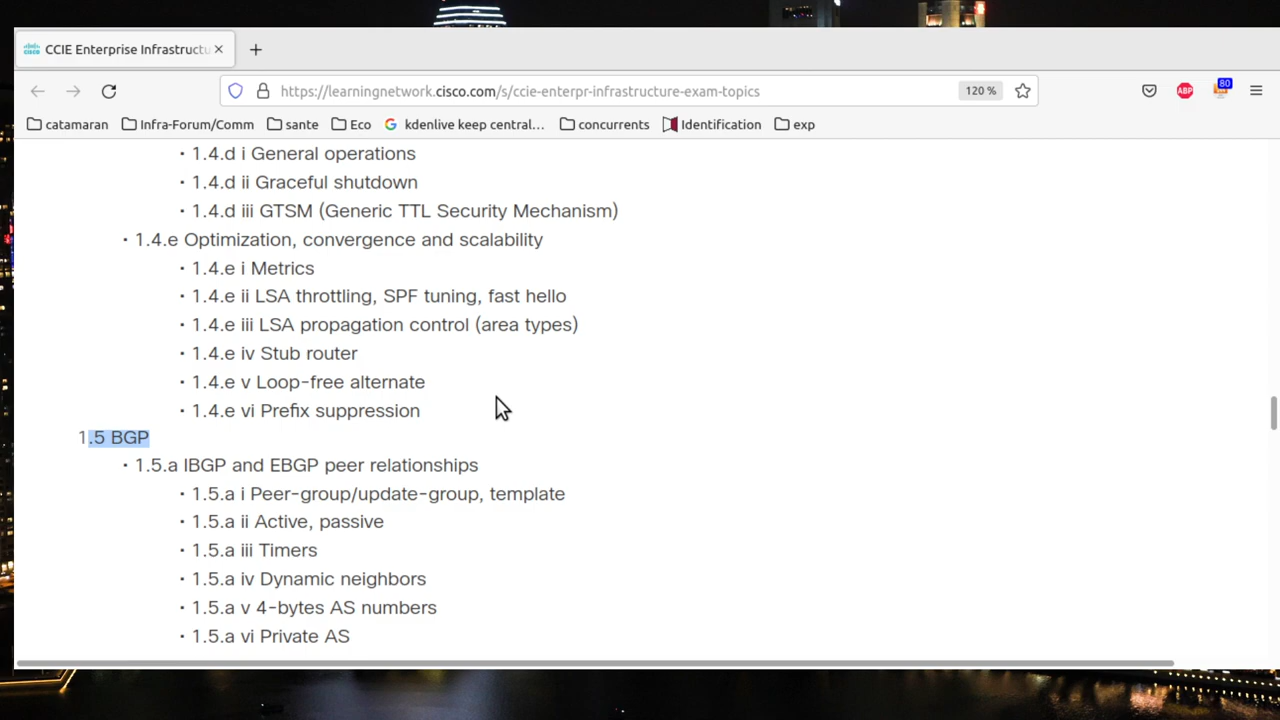 CCIE Enterprise Infrastructu
https://learningnetwork.cisco.com/s/ccie-enterpr-infrastructure-exam-topics 120 % ABP 80
catamaran Infra-Forum/Comm sante Eco G kdenlive keep central… concurrents Identification exp
• 1.4.d i General operations
• 1.4.d ii Graceful shutdown
• 1.4.d iii GTSM (Generic TTL Security Mechanism)
• 1.4.e Optimization, convergence and scalability
• 1.4.e i Metrics
• 1.4.e ii LSA throttling, SPF tuning, fast hello
• 1.4.e iii LSA propagation control (area types)
• 1.4.e iv Stub router
• 1.4.e v Loop-free alternate
• 1.4.e vi Prefix suppression
1.5 BGP
• 1.5.a IBGP and EBGP peer relationships
• 1.5.a i Peer-group/update-group, template
• 1.5.a ii Active, passive
• 1.5.a iii Timers
• 1.5.a iv Dynamic neighbors
• 1.5.a v 4-bytes AS numbers
• 1.5.a vi Private AS